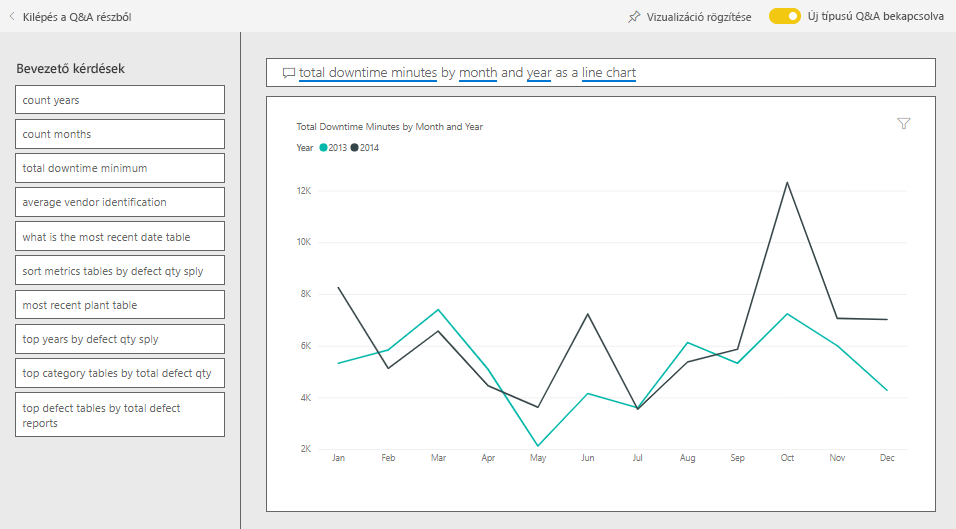 Kilépés a Q&A részből
Vizualizáció rögzítése
Új típusú Q&A bekapcsolva
Bevezető kérdések
count years
count months
total downtime minimum
average vendor identification
what is the most recent date table
sort metrics tables by defect qty sply
most recent plant table
top years by defect qty sply
top category tables by total defect qty
top defect tables by total defect
reports
total downtime minutes by month and year as a line chart
Total Downtime Minutes by Month and Year
Year 2013 2014
12K
10K
8K
6K
4K
2K
Jan Feb Mar Apr May Jun Jul Aug Sep Oct Nov Dec